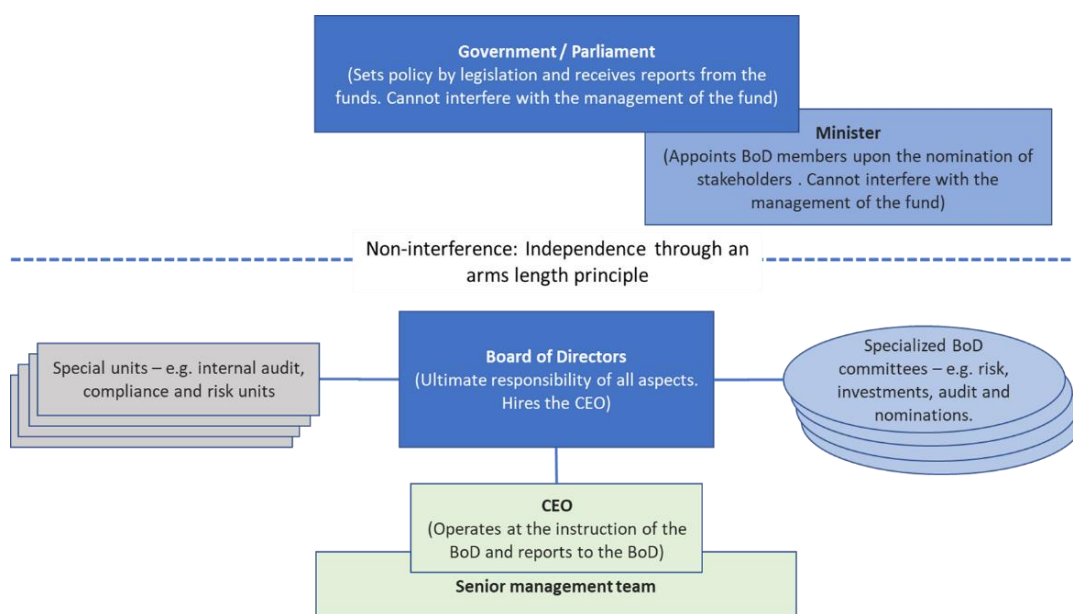 Government / Parliament
(Sets policy by legislation and receives reports from the
funds. Cannot interfere with the management of the fund)
Minister
(Appoints BoD members upon the nomination of
stakeholders . Cannot interfere with the
management of the fund)
Non-interference: Independence through an
arms length principle
Special units – e.g. internal audit,
compliance and risk units
Board of Directors
(Ultimate responsibility of all aspects.
Hires the CEO)
Specialized BoD
committees – e.g. risk,
investments, audit and
nominations.
CEO
(Operates at the instruction of the
BoD and reports to the BoD)
Senior management team